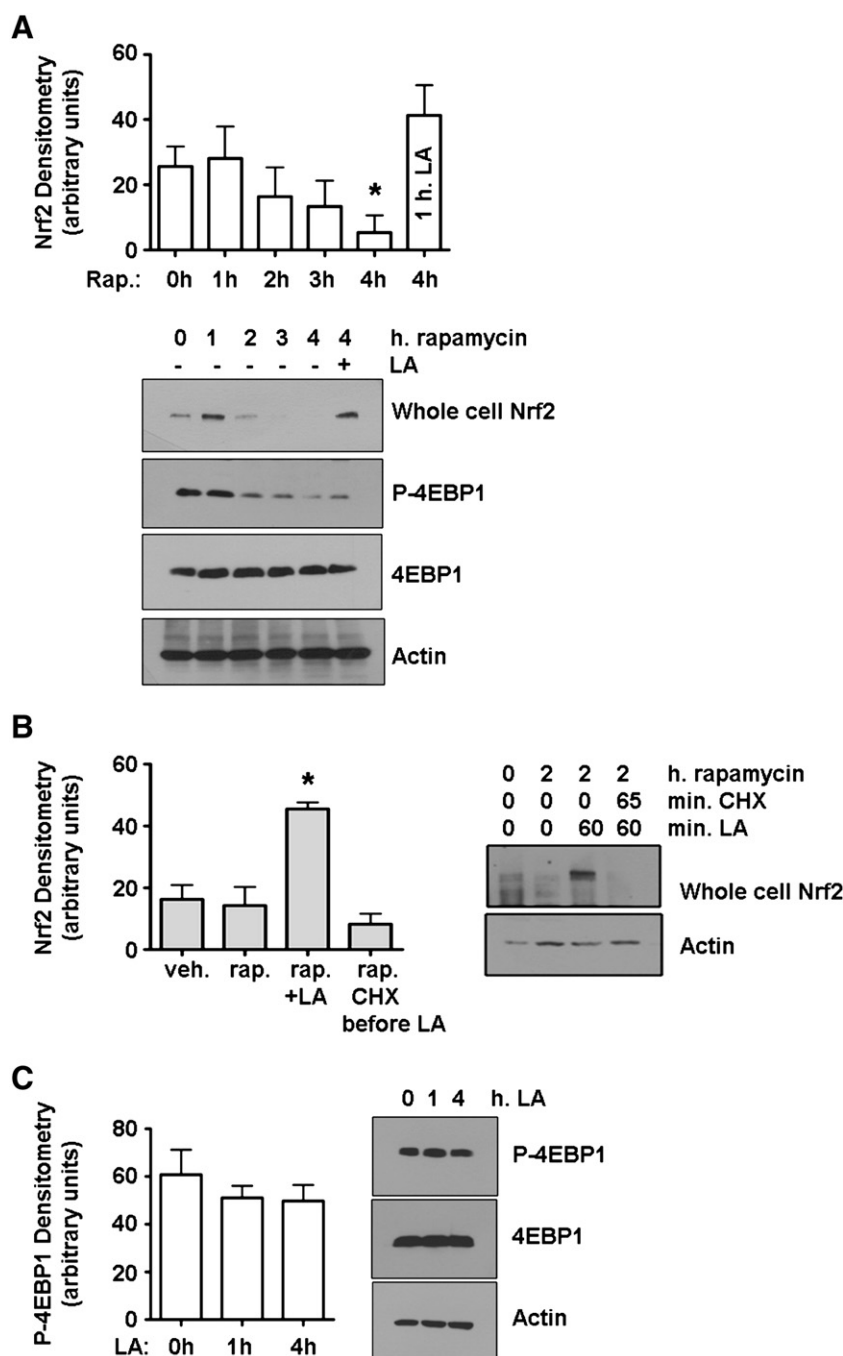 A
Nrf2 Densitometry
(arbitrary units)
60
40
20
0
*
1 h. LA
Rap.: 0h 1h 2h 3h 4h 4h
0 1 2 3 4 4 h. rapamycin
- - - - - + LA
Whole cell Nrf2
P-4EBP1
4EBP1
Actin
B
Nrf2 Densitometry
(arbitrary units)
60
40
20
0
*
veh. rap. rap. rap.
+LA CHX
before LA
0 2 2 2 h. rapamycin
0 0 0 65 min. CHX
0 0 60 60 min. LA
Whole cell Nrf2
Actin
C
P-4EBP1 Densitometry
(arbitrary units)
80
60
40
20
0
LA: 0h 1h 4h
0 1 4 h. LA
P-4EBP1
4EBP1
Actin